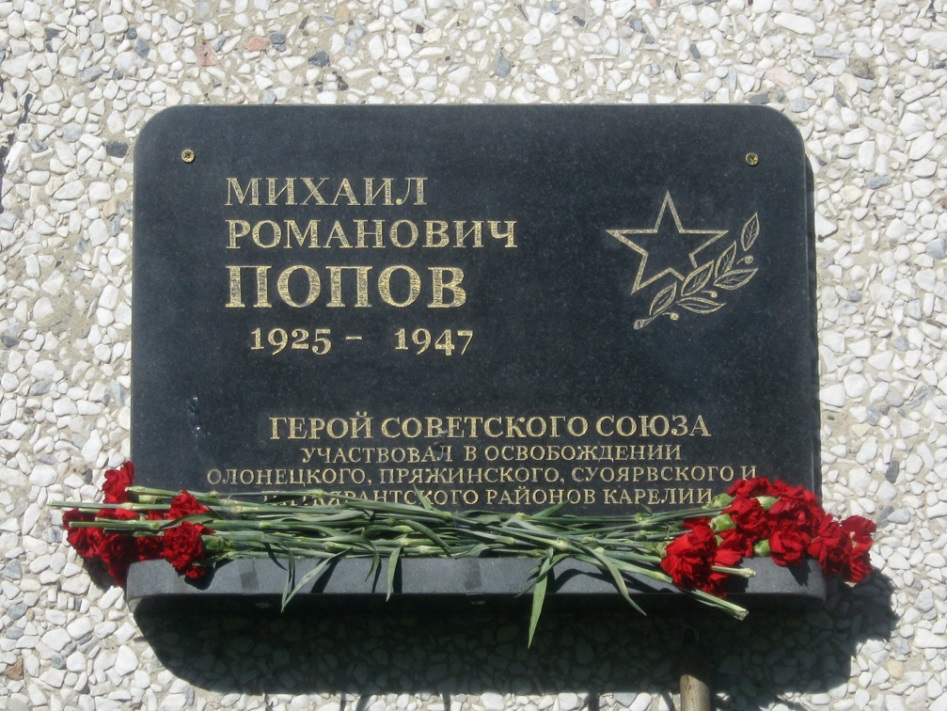 МИХАИЛ
РОМАНОВИЧ
ПОПОВ
1925 - 1947
ГЕРОЙ СОВЕТСКОГО СОЮЗА
УЧАСТВОВАЛ В ОСВОБОЖДЕНИИ
ОЛОНЕЦКОГО, ПРЯЖИНСКОГО, СУОЯРВСКОГО И
РАЙОНОВ КАРЕЛИИ